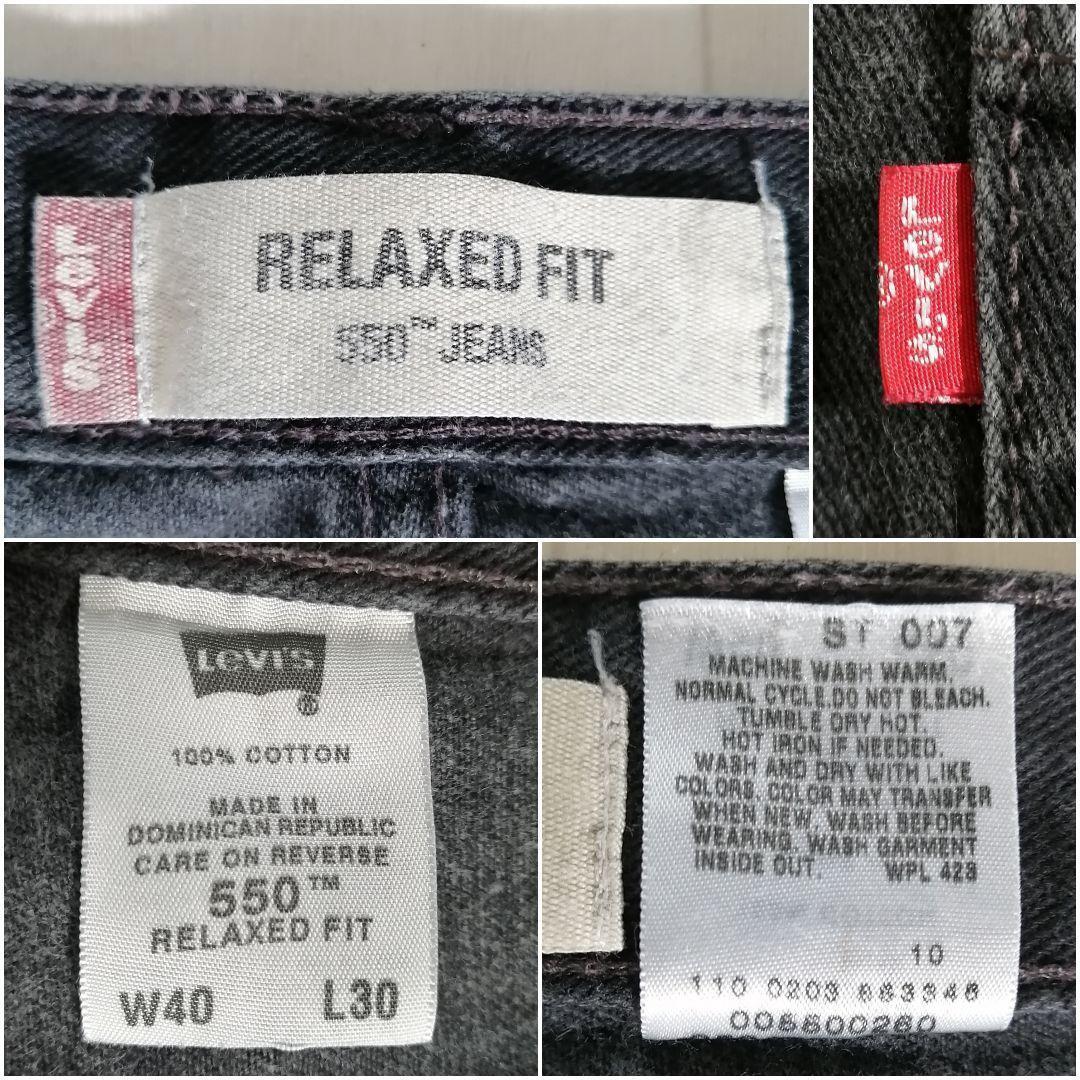 LEVI'S
RELAXED FIT
550™ JEANS
LEVI'S
®
LEVI'S
®
100% COTTON
MADE IN
DOMINICAN REPUBLIC
CARE ON REVERSE
550™
RELAXED FIT
W40 L30
ST 007
MACHINE WASH WARM.
NORMAL CYCLE.DO NOT BLEACH.
TUMBLE DRY HOT.
HOT IRON IF NEEDED.
WASH AND DRY WITH LIKE
COLORS. COLOR MAY TRANSFER
WHEN NEW, WASH BEFORE
WEARING. WASH GARMENT
INSIDE OUT. WPL 423
10
110 0203